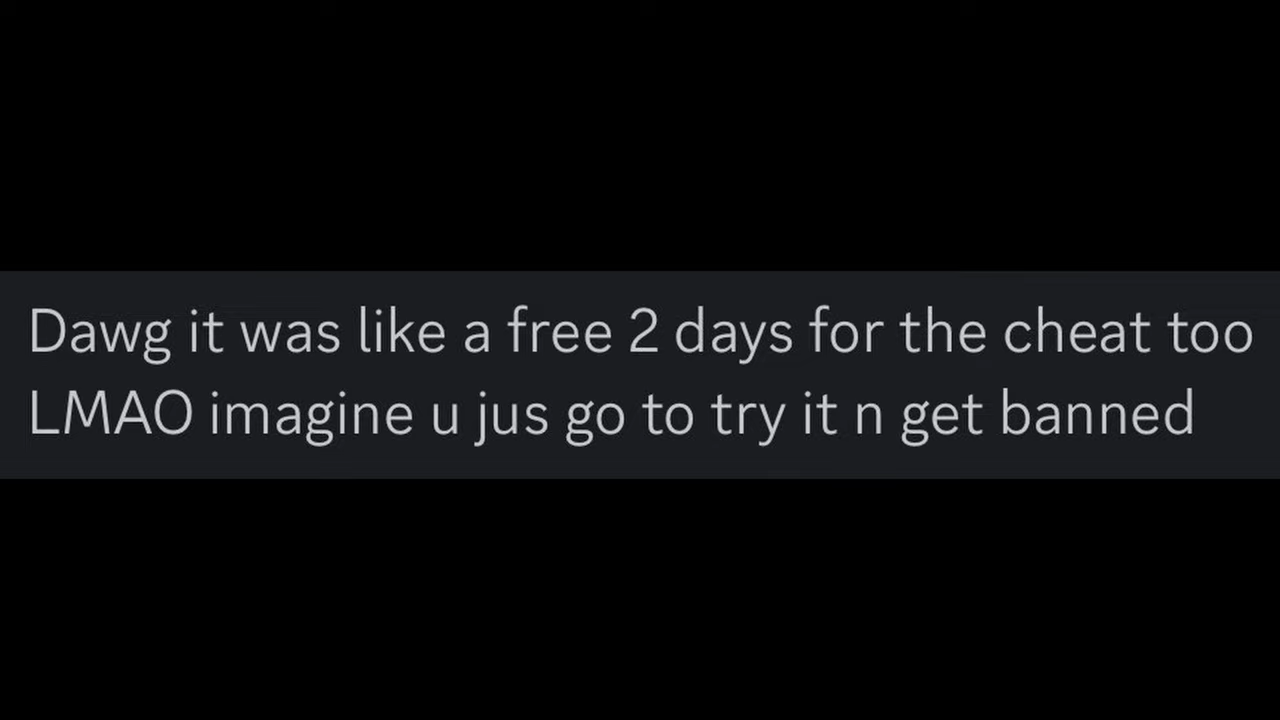 Dawg it was like a free 2 days for the cheat too
LMAO imagine u jus go to try it n get banned